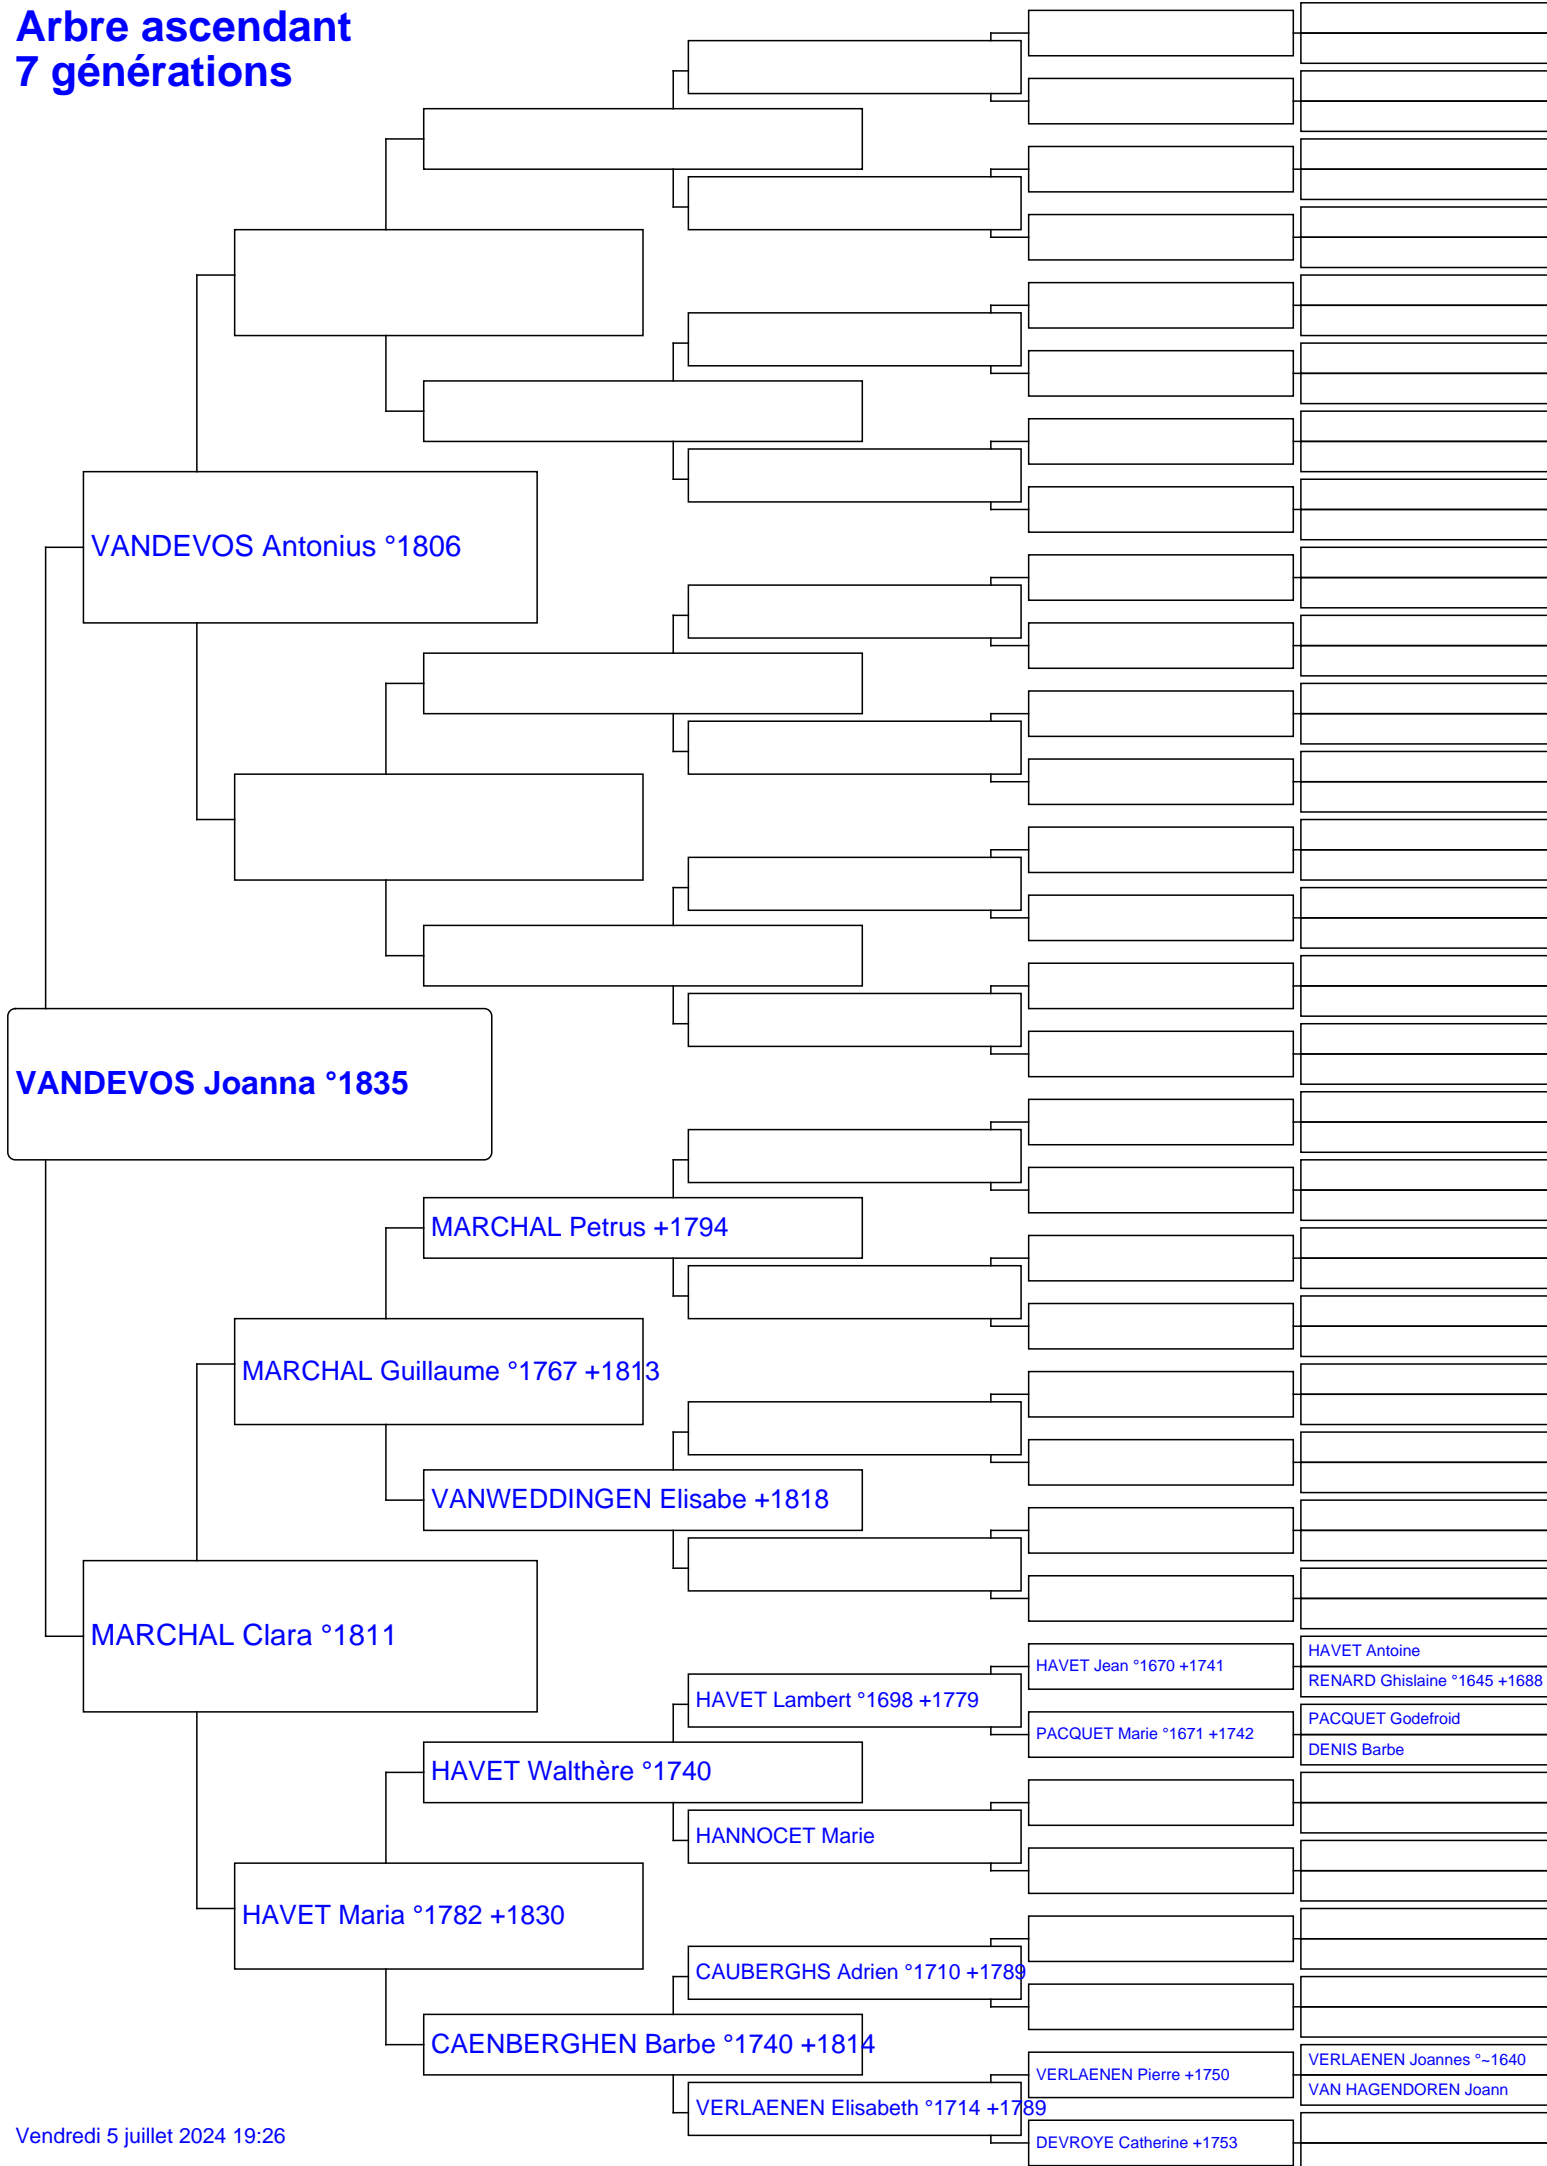 Arbre ascendant
7 générations
VANDEVOS Antonius °1806
VANDEVOS Joanna °1835
MARCHAL Petrus +1794
MARCHAL Guillaume °1767 +1813
VANWEDDINGEN Elisabe +1818
MARCHAL Clara °1811
HAVET Antoine
HAVET Jean °1670 +1741
RENARD Ghislaine °1645 +1688
HAVET Lambert °1698 +1779
PACQUET Godefroid
PACQUET Marie °1671 +1742
DENIS Barbe
HAVET Walthère °1740
HANNOCET Marie
HAVET Maria °1782 +1830
CAUBERGHS Adrien °1710 +1789
CAENBERGHEN Barbe °1740 +1814
VERLAENEN Joannes °~1640
VERLAENEN Pierre +1750
VAN HAGENDOREN Joann
VERLAENEN Elisabeth °1714 +1789
DEVROYE Catherine +1753
Vendredi 5 juillet 2024 19:26